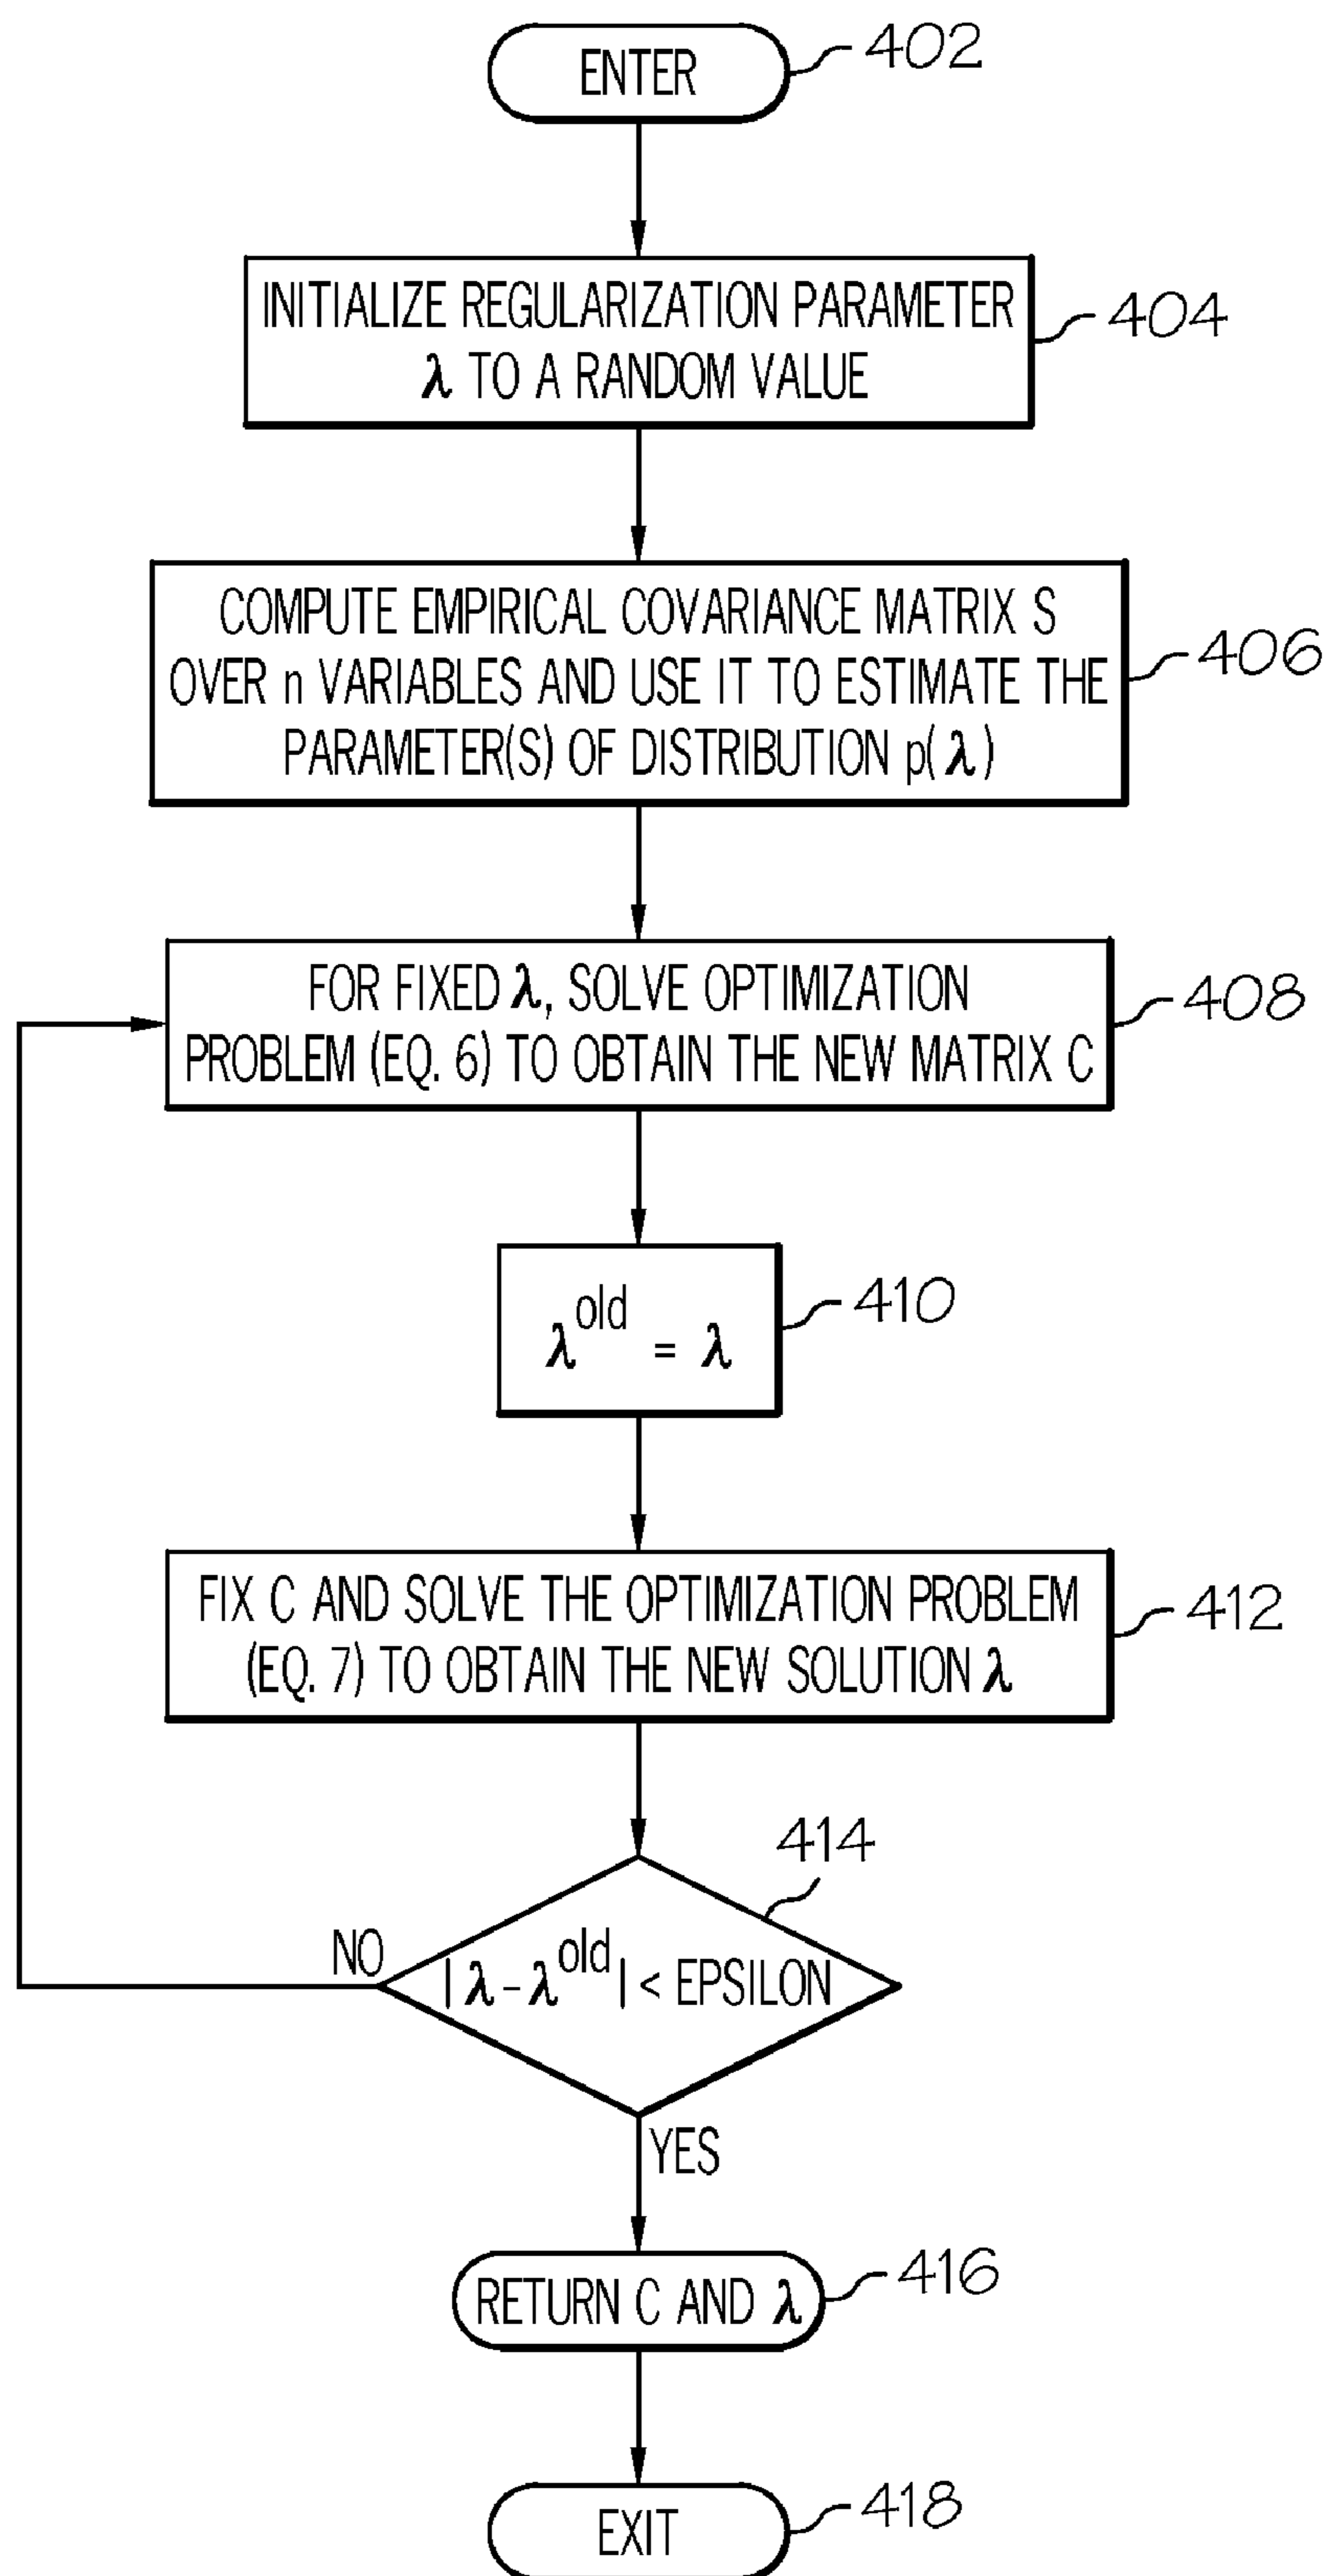 ENTER
402
INITIALIZE REGULARIZATION PARAMETER
λ TO A RANDOM VALUE
404
COMPUTE EMPIRICAL COVARIANCE MATRIX S
OVER n VARIABLES AND USE IT TO ESTIMATE THE
PARAMETER(S) OF DISTRIBUTION p(λ)
406
FOR FIXED λ, SOLVE OPTIMIZATION
PROBLEM (EQ. 6) TO OBTAIN THE NEW MATRIX C
408
λ^old = λ
410
FIX C AND SOLVE THE OPTIMIZATION PROBLEM
(EQ. 7) TO OBTAIN THE NEW SOLUTION λ
412
414
NO
|λ - λ^old| < EPSILON
YES
RETURN C AND λ
416
EXIT
418